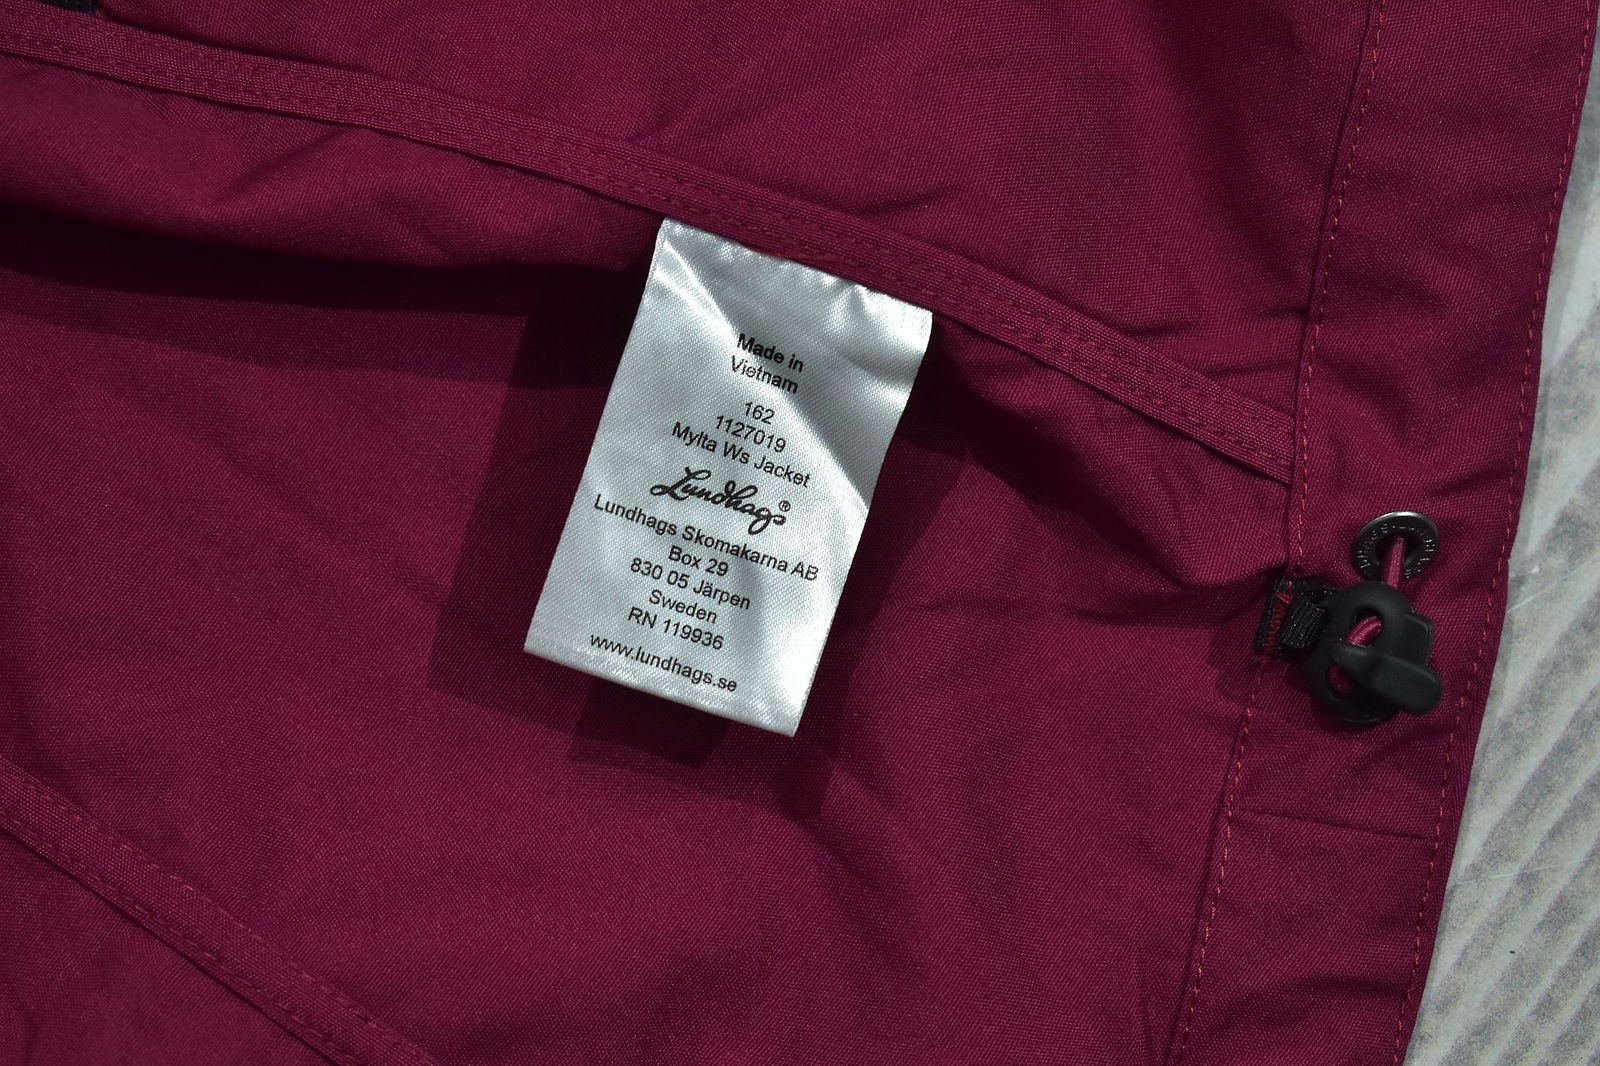 Made in
Vietnam
162
1127019
Mylta Ws Jacket
Lundhags®
Lundhags Skomakarna AB
Box 29
830 05 Järpen
Sweden
RN 119936
www.lundhags.se